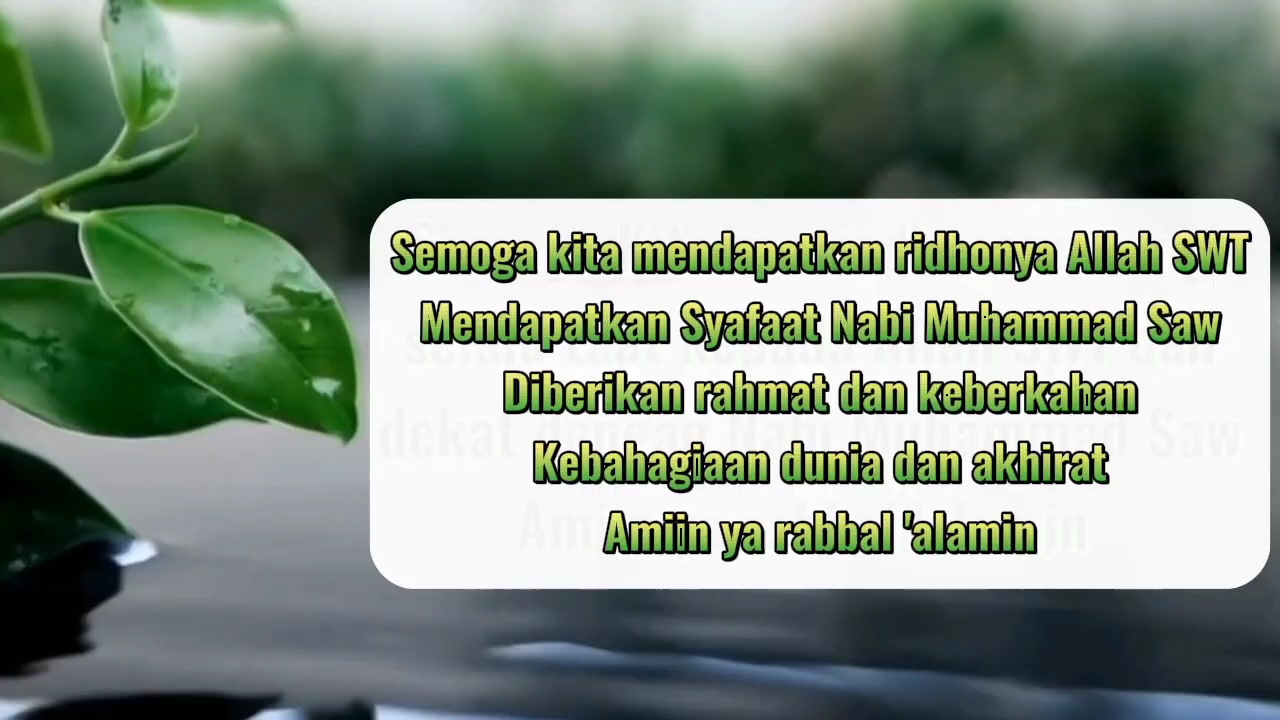 Semoga kita mendapatkan ridhonya Allah SWT
Mendapatkan Syafaat Nabi Muhammad Saw
Diberikan rahmat dan keberkahan
Kebahagiaan dunia dan akhirat
Amiin ya rabbal 'alamin